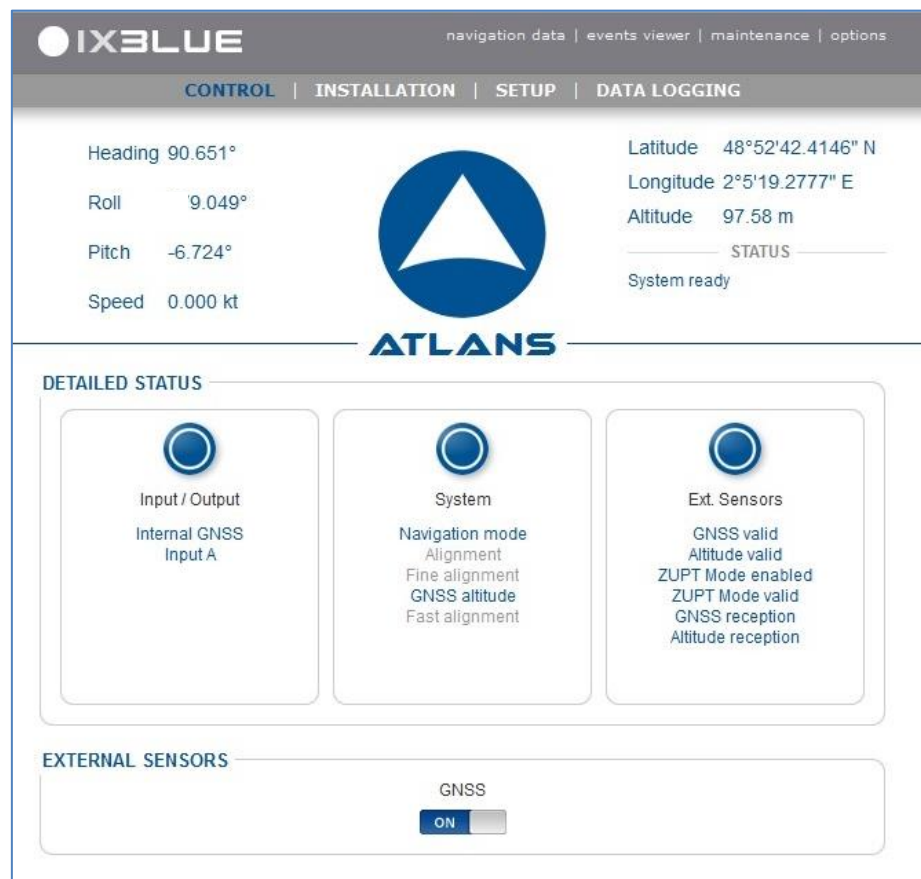 IXBLUE
navigation data | events viewer | maintenance | options
CONTROL | INSTALLATION | SETUP | DATA LOGGING
Heading 90.651°
Roll 9.049°
Pitch -6.724°
Speed 0.000 kt
Latitude 48°52'42.4146" N
Longitude 2°5'19.2777" E
Altitude 97.58 m
STATUS
System ready
ATLANS
DETAILED STATUS
Input / Output
Internal GNSS
Input A
System
Navigation mode
Alignment
Fine alignment
GNSS altitude
Fast alignment
Ext. Sensors
GNSS valid
Altitude valid
ZUPT Mode enabled
ZUPT Mode valid
GNSS reception
Altitude reception
EXTERNAL SENSORS
GNSS
ON